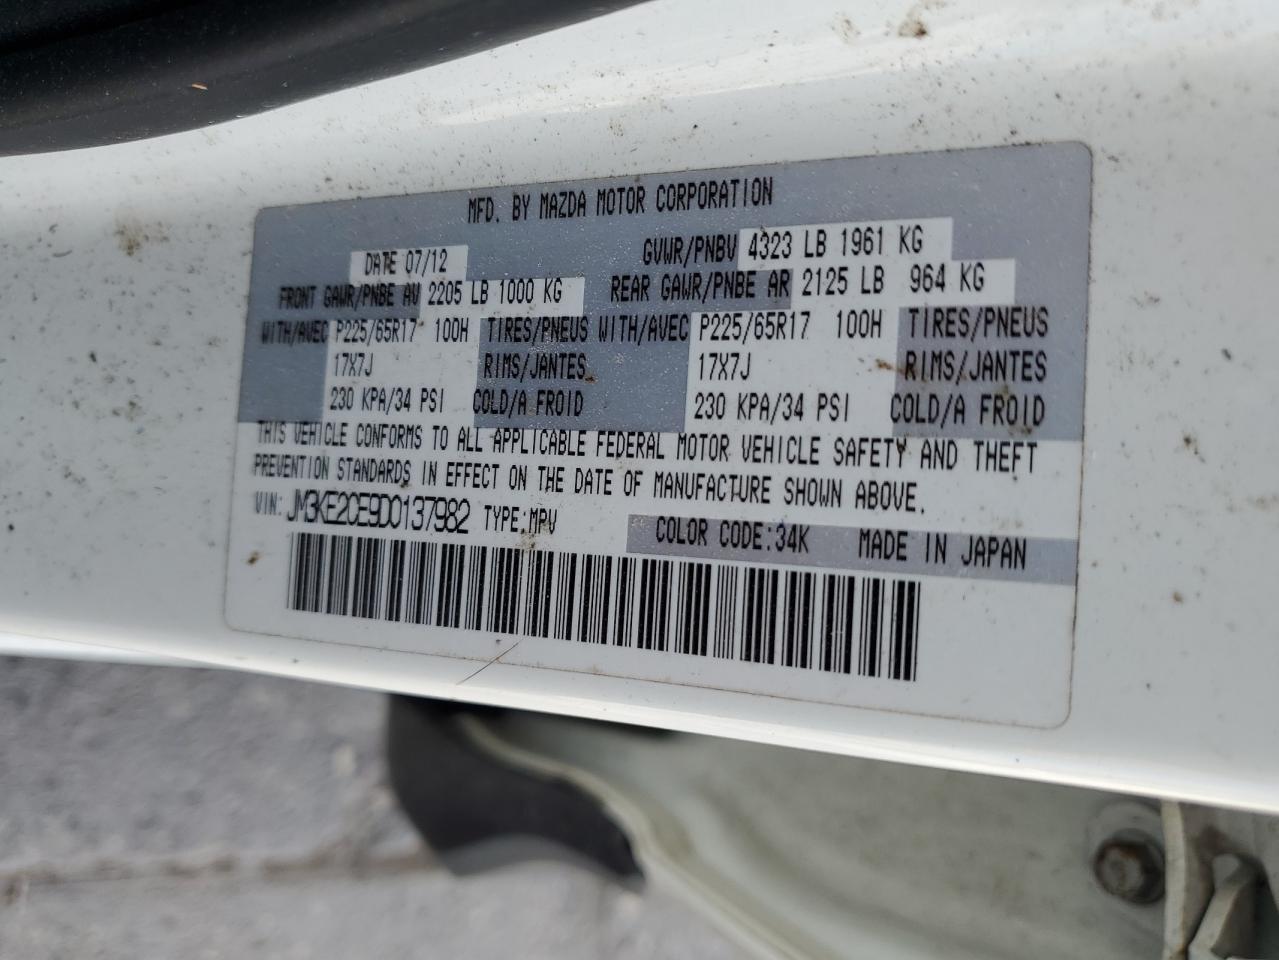 MFD. BY MAZDA MOTOR CORPORATION
DATE 07/12 GVWR/PNBV 4323 LB 1961 KG
FRONT GAWR/PNBE AV 2205 LB 1000 KG REAR GAWR/PNBE AR 2125 LB 964 KG
WITH/AVEC P225/65R17 100H TIRES/PNEUS WITH/AVEC P225/65R17 100H TIRES/PNEUS
17X7J RIMS/JANTES 17X7J RIMS/JANTES
230 KPA/34 PSI COLD/A FROID 230 KPA/34 PSI COLD/A FROID
THIS VEHICLE CONFORMS TO ALL APPLICABLE FEDERAL MOTOR VEHICLE SAFETY AND THEFT
PREVENTION STANDARDS IN EFFECT ON THE DATE OF MANUFACTURE SHOWN ABOVE.
VIN: JM3KE2CE9D0137982 TYPE:MPV COLOR CODE:34K MADE IN JAPAN